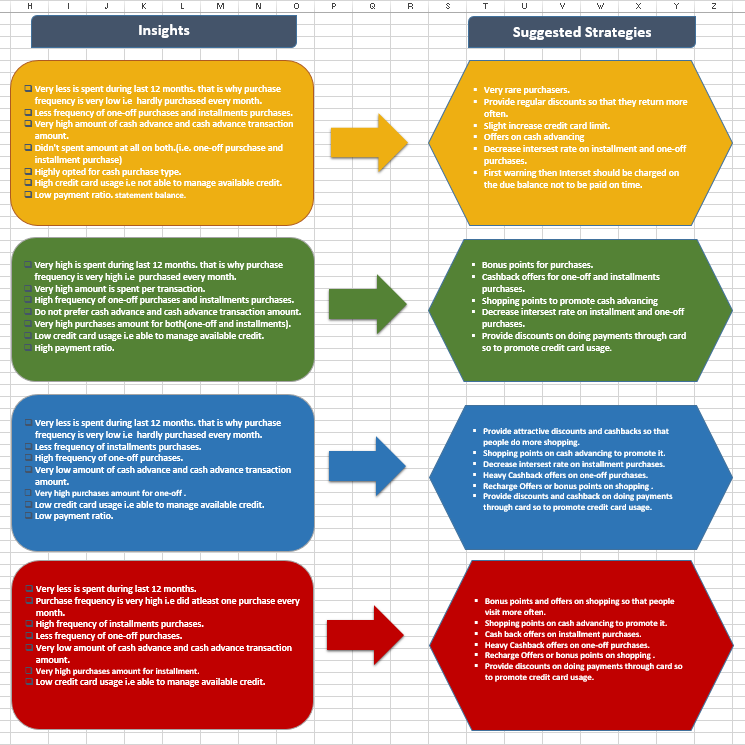 H I J K L M N O P Q R S T U V W X Y Z
Insights
Suggested Strategies
Very less is spent during last 12 months. that is why purchase
frequency is very low i.e hardly purchased every month.
Less frequency of one-off purchases and installments purchases.
Very high amount of cash advance and cash advance transaction
amount.
Didn't spent amount at all on both.(i.e. one-off purschase and
installment purchase)
Highly opted for cash purchase type.
High credit card usage i.e not able to manage available credit.
Low payment ratio. statement balance.
Very rare purchasers.
Provide regular discounts so that they return more
often.
Slight increase credit card limit.
Offers on cash advancing
Decrease intersest rate on installment and one-off
purchases.
First warning then Interset should be charged on
the due balance not to be paid on time.
Very high is spent during last 12 months. that is why purchase
frequency is very high i.e purchased every month.
Very high amount is spent per transaction.
High frequency of one-off purchases and installments purchases.
Do not prefer cash advance and cash advance transaction amount.
Very high purchases amount for both(one-off and installments).
Low credit card usage i.e able to manage available credit.
High payment ratio.
Bonus points for purchases.
Cashback offers for one-off and installments
purchases.
Shopping points to promote cash advancing
Decrease intersest rate on installment and one-off
purchases.
Provide discounts on doing payments through card
so to promote credit card usage.
Very less is spent during last 12 months. that is why purchase
frequency is very low i.e hardly purchased every month.
Less frequency of installments purchases.
High frequency of one-off purchases.
Very low amount of cash advance and cash advance transaction
amount.
Very high purchases amount for one-off .
Low credit card usage i.e able to manage available credit.
Low payment ratio.
Provide attractive discounts and cashbacks so that
people do more shopping.
Shopping points on cash advancing to promote it.
Decrease intersest rate on installment purchases.
Heavy Cashback offers on one-off purchases.
Recharge Offers or bonus points on shopping .
Provide discounts and cashback on doing payments
through card so to promote credit card usage.
Very less is spent during last 12 months.
Purchase frequency is very high i.e did atleast one purchase every
month.
High frequency of installments purchases.
Less frequency of one-off purchases.
Very low amount of cash advance and cash advance transaction
amount.
Very high purchases amount for installment.
Low credit card usage i.e able to manage available credit.
Bonus points and offers on shopping so that people
visit more often.
Shopping points on cash advancing to promote it.
Cash back offers on installment purchases.
Heavy Cashback offers on one-off purchases.
Recharge Offers or bonus points on shopping .
Provide discounts on doing payments through card so
to promote credit card usage.